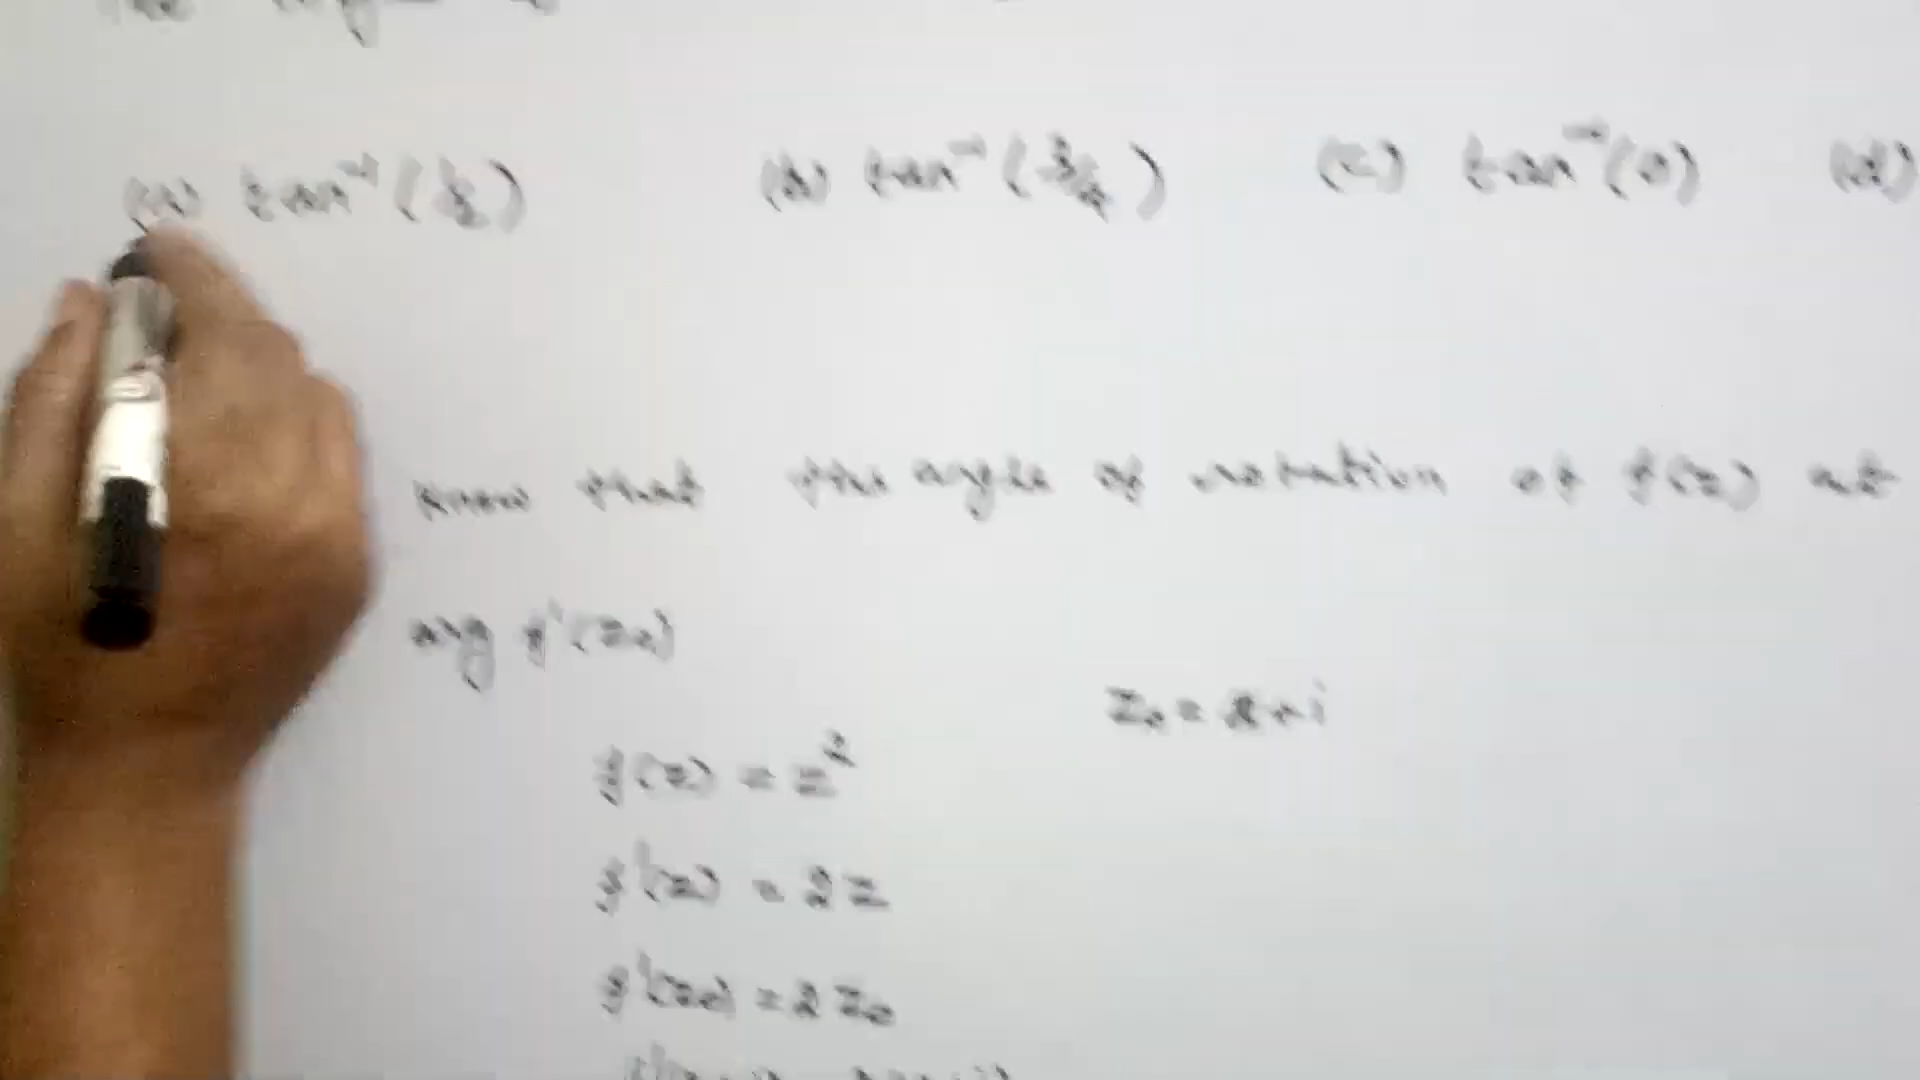 (a) tan⁻¹(1/2) (b) tan⁻¹(3/4) (c) tan⁻¹(0) (d)
know that the angle of rotation of f(z) at
arg f'(z₀)
z₀ = 2+i
f(z) = z²
f'(z) = 2z
f'(z₀) = 2z₀